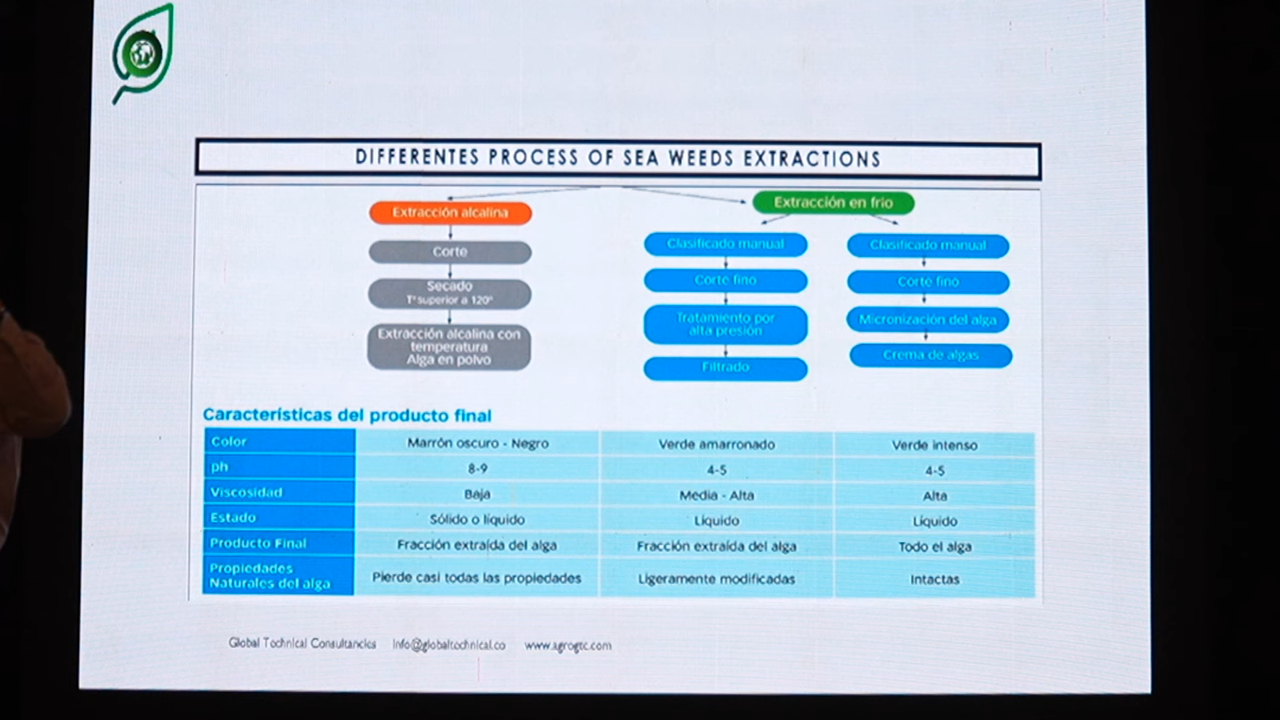 DIFFERENTES PROCESS OF SEA WEEDS EXTRACTIONS
Extracción alcalina
Corte
Secado
Tª superior a 120º
Extracción alcalina con
temperatura
Alga en polvo
Extracción en frío
Clasificado manual
Corte fino
Tratamiento por
alta presión
Filtrado
Clasificado manual
Corte fino
Micronización del alga
Crema de algas
Características del producto final
Color Marrón oscuro - Negro Verde amarronado Verde intenso
ph 8-9 4-5 4-5
Viscosidad Baja Media - Alta Alta
Estado Sólido o líquido Líquido Líquido
Producto Final Fracción extraída del alga Fracción extraída del alga Todo el alga
Propiedades
Naturales del alga Pierde casi todas las propiedades Ligeramente modificadas Intactas
Global Technical Consultancies info@globaltechnical.co www.agrogtc.com